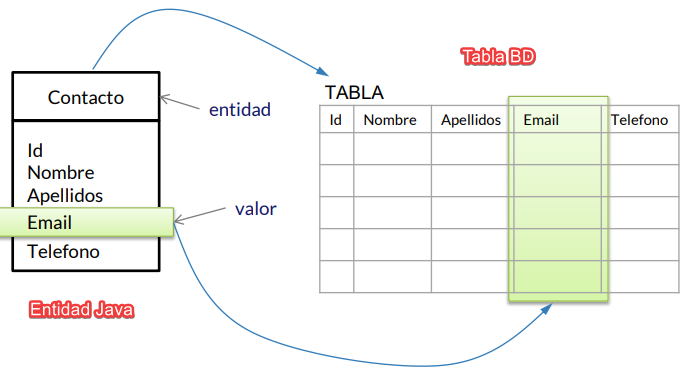 Tabla BD
TABLA
Contacto
entidad
Id Nombre Apellidos Email Telefono
Id
Nombre
Apellidos
Email
valor
Telefono
Entidad Java